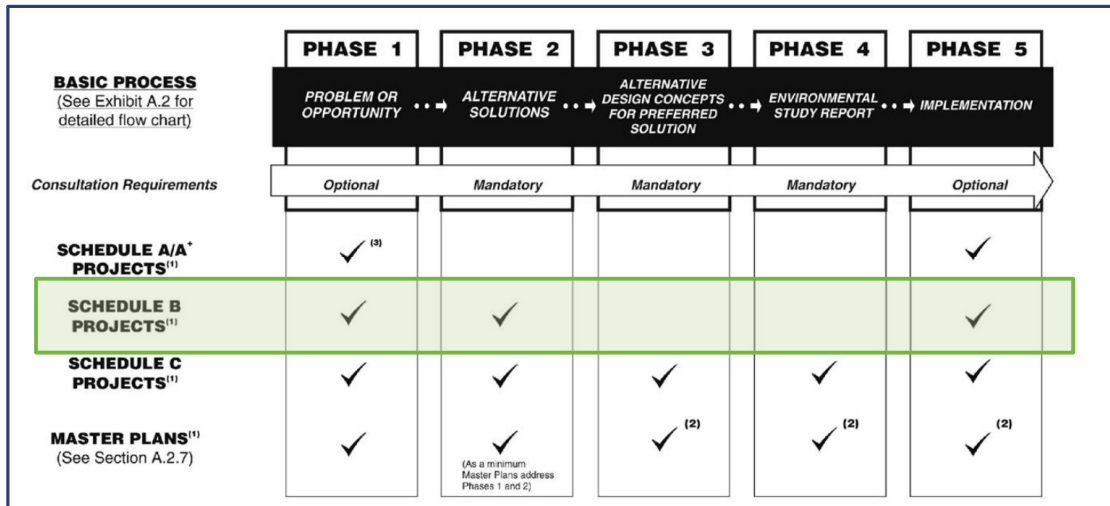 PHASE 1 PHASE 2 PHASE 3 PHASE 4 PHASE 5
BASIC PROCESS
(See Exhibit A.2 for
detailed flow chart)
PROBLEM OR
OPPORTUNITY
ALTERNATIVE
SOLUTIONS
ALTERNATIVE
DESIGN CONCEPTS
FOR PREFERRED
SOLUTION
ENVIRONMENTAL
STUDY REPORT
IMPLEMENTATION
Consultation Requirements Optional Mandatory Mandatory Mandatory Optional
SCHEDULE A/A+
PROJECTS(1)
✓(3) ✓
SCHEDULE B
PROJECTS(1)
✓ ✓ ✓
SCHEDULE C
PROJECTS(1)
✓ ✓ ✓ ✓ ✓
MASTER PLANS(1)
(See Section A.2.7)
✓ ✓ ✓(2) ✓(2) ✓(2)
(As a minimum
Master Plans address
Phases 1 and 2)